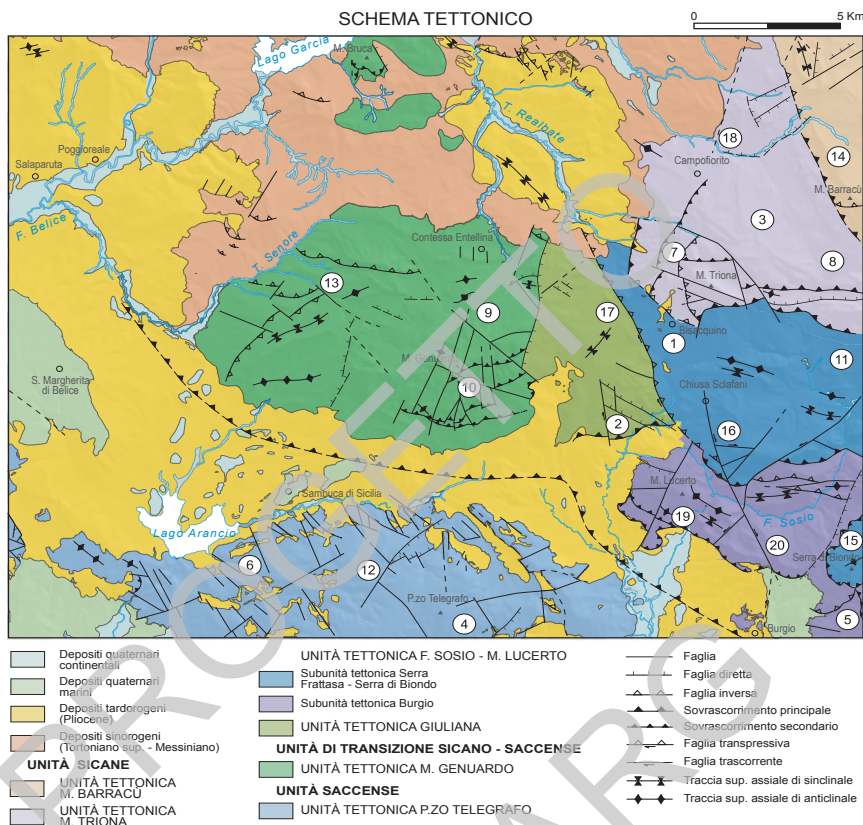 SCHEMA TETTONICO
0 5 Km
Lago Garcia
M. Bruca
T. Realbate
18
Campofiorito
14
M. Barracù
Poggioreale
Salaparuta
F. Belice
T. Senore
Contessa Entellina
3
7
8
M. Triona
13
9
17
1
Bisacquino
11
S. Margherita
di Belice
M. Genuardo
10
Chiusa Sclafani
2
16
M. Lucerto
Sambuca di Sicilia
19
F. Sosio
Lago Arancio
20
15
Serra di Biondo
6
12
P.zo Telegrafo
4
5
Burgio
Depositi quaternari
continentali
Depositi quaternari
marini
Depositi tardorogeni
(Pliocene)
Depositi sinorogeni
(Tortoniano sup. - Messiniano)
UNITÀ SICANE
UNITÀ TETTONICA
M. BARRACÙ
UNITÀ TETTONICA
M. TRIONA
UNITÀ TETTONICA F. SOSIO - M. LUCERTO
Subunità tettonica Serra
Frattasa - Serra di Biondo
Subunità tettonica Burgio
UNITÀ TETTONICA GIULIANA
UNITÀ DI TRANSIZIONE SICANO - SACCENSE
UNITÀ TETTONICA M. GENUARDO
UNITÀ SACCENSE
UNITÀ TETTONICA P.ZO TELEGRAFO
Faglia
Faglia diretta
Faglia inversa
Sovrascorrimento principale
Sovrascorrimento secondario
Faglia transpressiva
Faglia trascorrente
Traccia sup. assiale di sinclinale
Traccia sup. assiale di anticlinale
PROGETTO
CARG